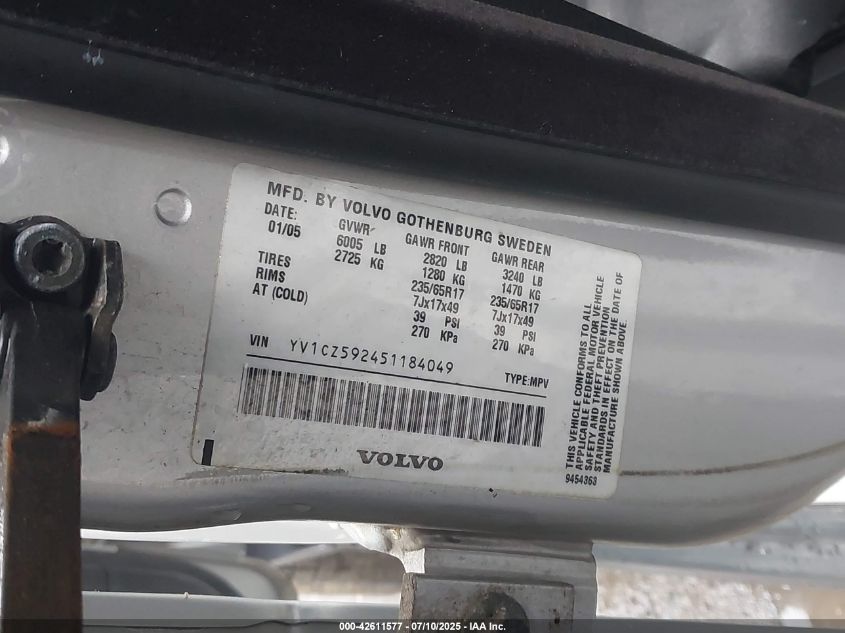 MFD. BY VOLVO GOTHENBURG SWEDEN
DATE: GVWR GAWR FRONT GAWR REAR
01/05 6005 LB 2820 LB 3240 LB
2725 KG 1280 KG 1470 KG
TIRES 235/65R17 235/65R17
RIMS 7Jx17x49 7Jx17x49
AT (COLD) 39 PSI 39 PSI
270 KPa 270 KPa
VIN YV1CZ592451184049
TYPE:MPV
VOLVO
THIS VEHICLE CONFORMS TO ALL
APPLICABLE FEDERAL MOTOR VEHICLE
SAFETY AND THEFT PREVENTION
STANDARDS IN EFFECT ON THE DATE OF
MANUFACTURE SHOWN ABOVE.
9454363
000-42611577 - 07/10/2025 - IAA Inc.